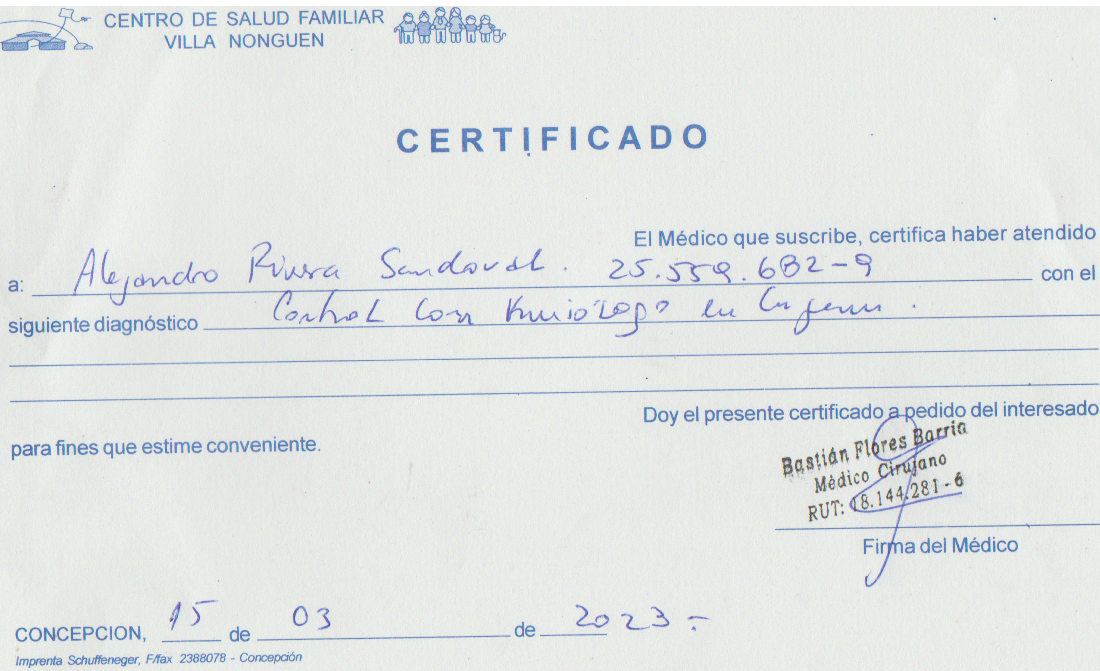 CENTRO DE SALUD FAMILIAR
VILLA NONGUEN
CERTIFICADO
El Médico que suscribe, certifica haber atendido
a: Alejandro Rivera Sandoval. 25.559.682-9 con el
siguiente diagnóstico Control con Kiniólogo en
para fines que estime conveniente.
Doy el presente certificado a pedido del interesado
Bastián Flores Barria
Médico Cirujano
RUT: 18.144.281-6
Firma del Médico
CONCEPCION, 15 de 03 de 2023.-
Imprenta Schuffeneger, F/fax 2388078 - Concepción